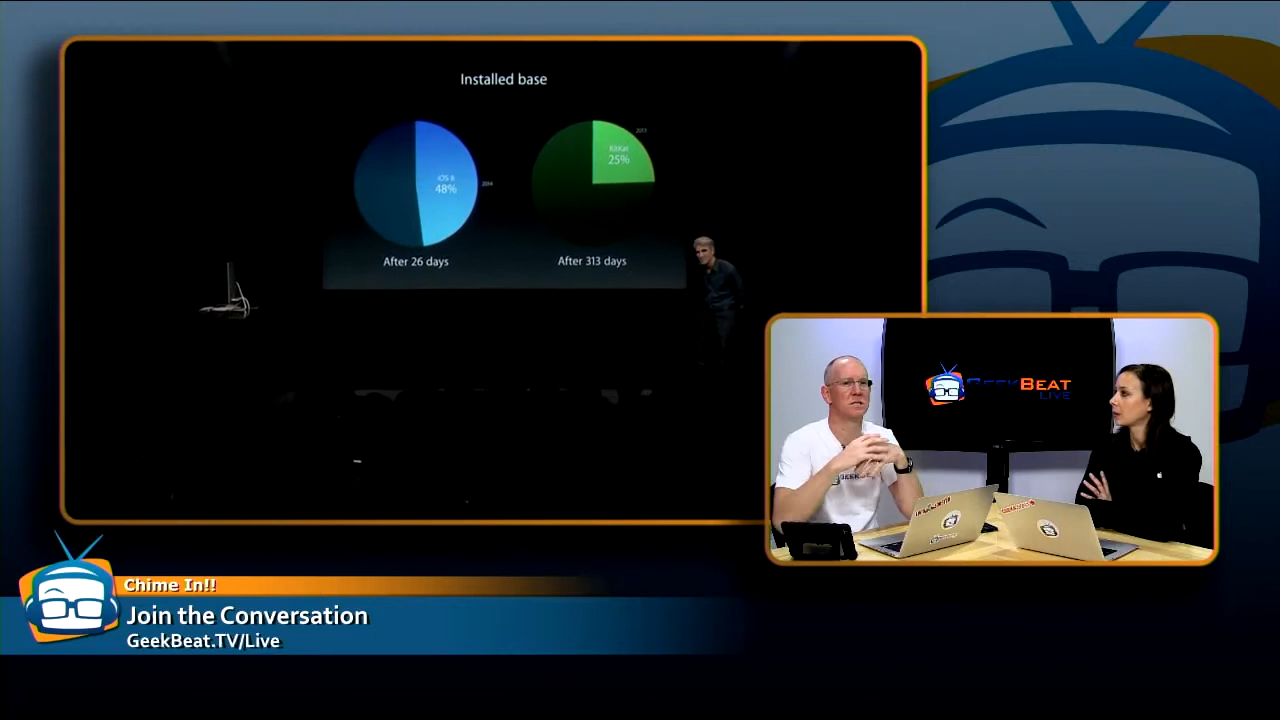 Installed base
2014
iOS 8
48%
2013
KitKat
25%
After 26 days
After 313 days
GEEKBEAT
LIVE
Chime In!!
Join the Conversation
GeekBeat.TV/Live